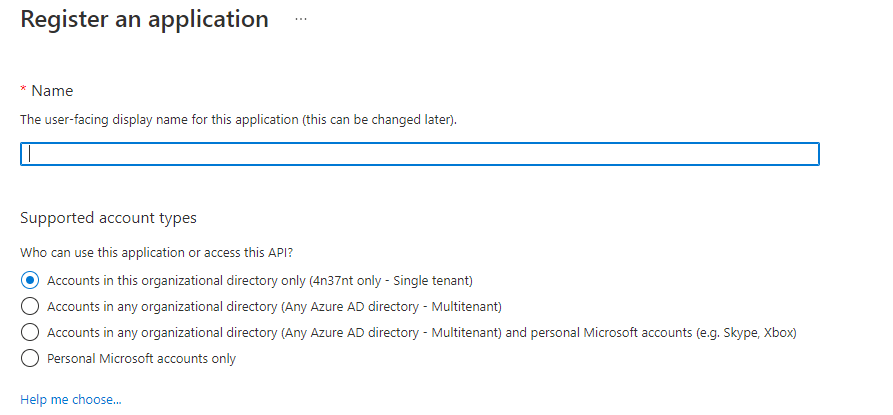 Register an application ...
* Name
The user-facing display name for this application (this can be changed later).
Supported account types
Who can use this application or access this API?
Accounts in this organizational directory only (4n37nt only - Single tenant)
Accounts in any organizational directory (Any Azure AD directory - Multitenant)
Accounts in any organizational directory (Any Azure AD directory - Multitenant) and personal Microsoft accounts (e.g. Skype, Xbox)
Personal Microsoft accounts only
Help me choose...